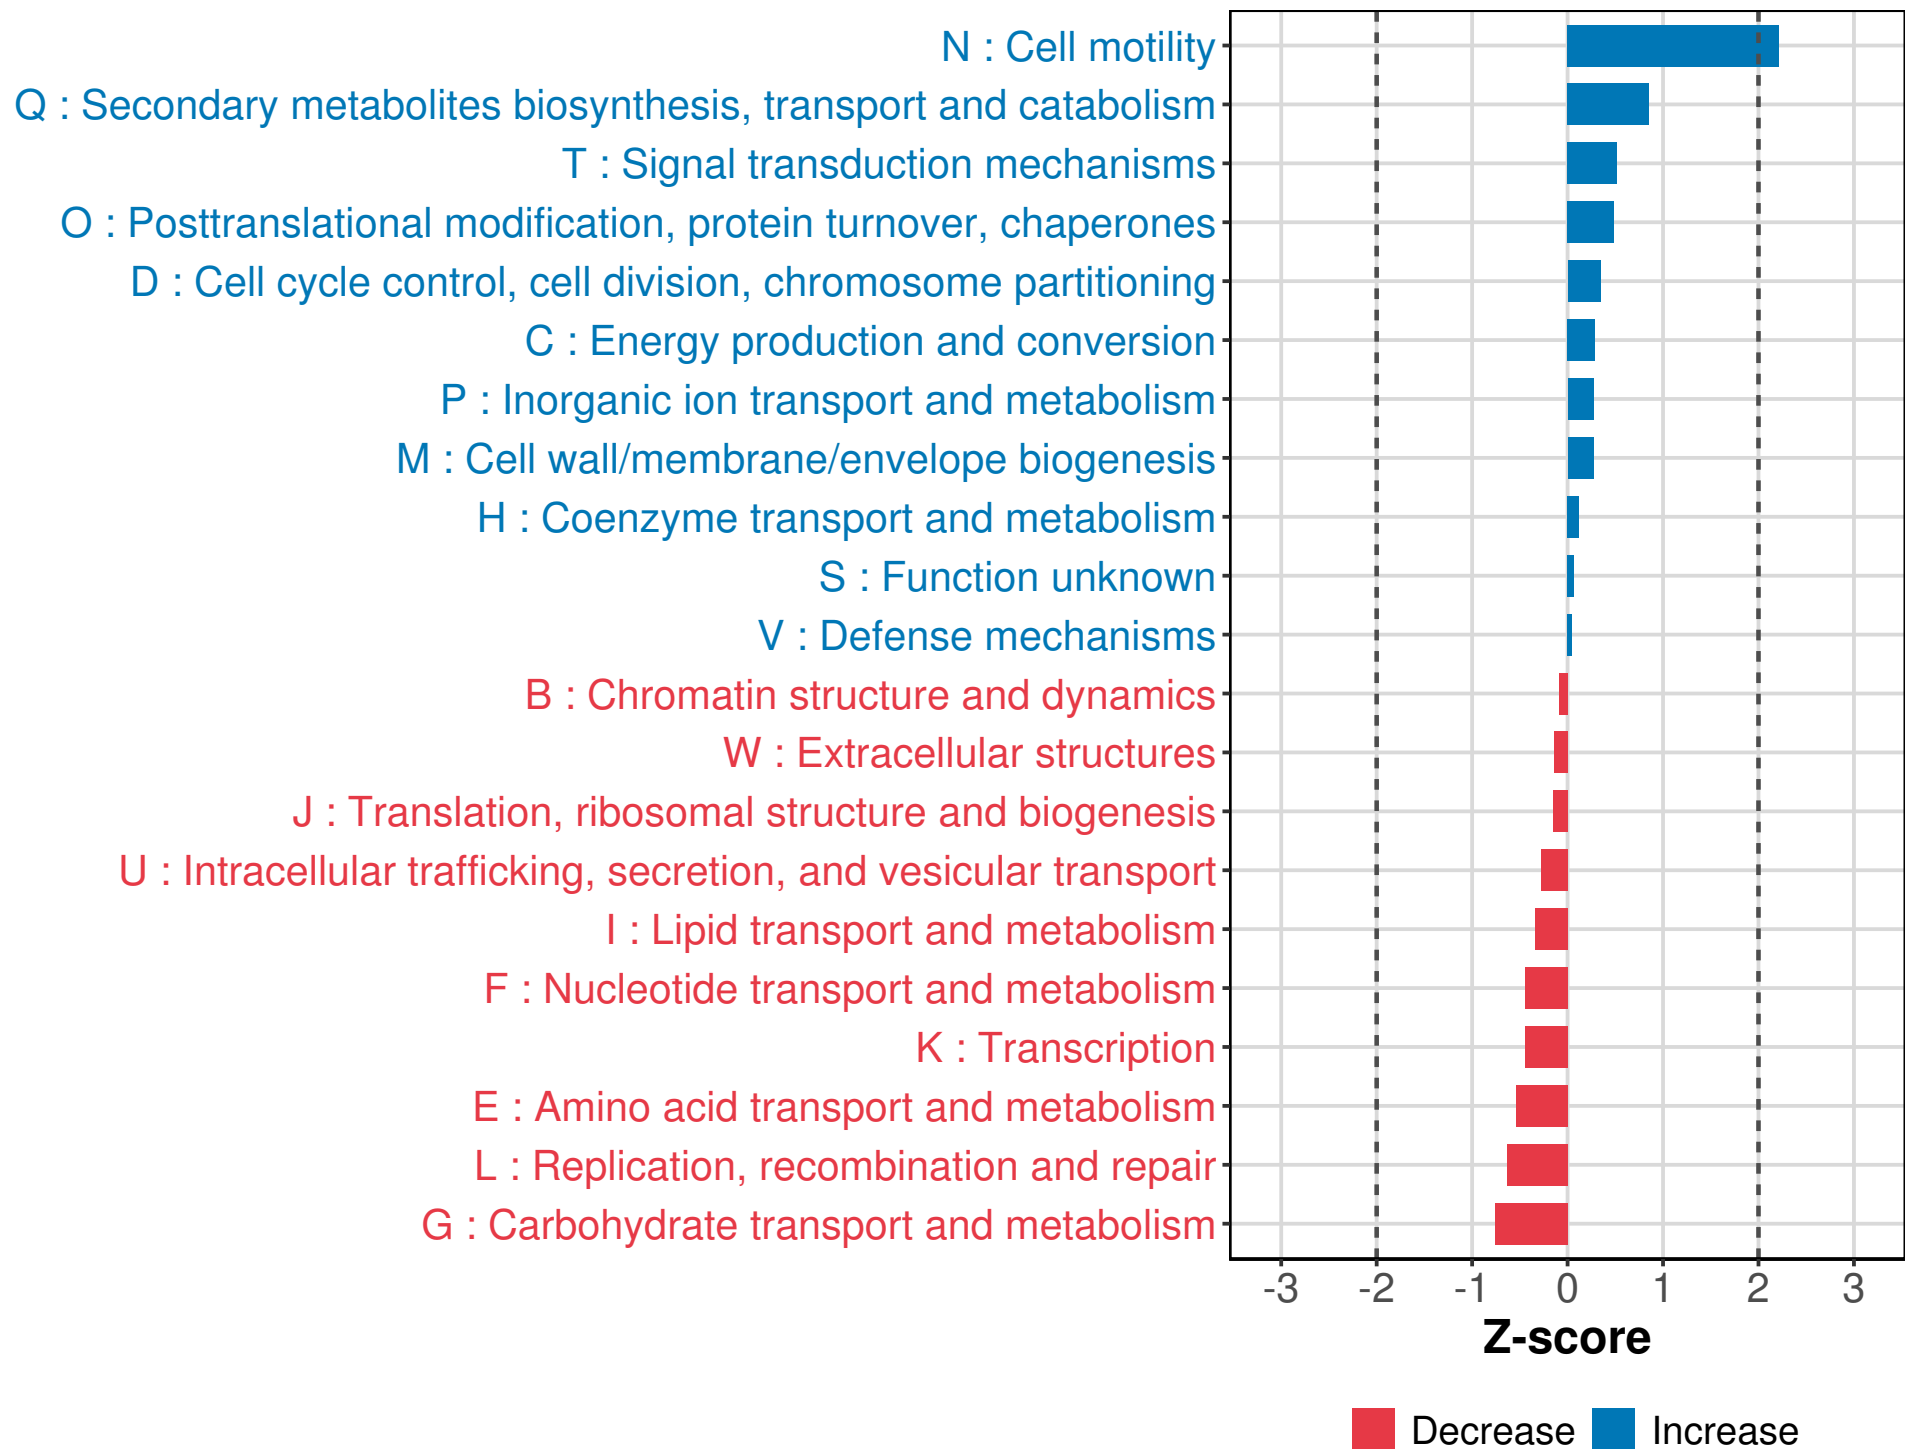 N : Cell motility
Q : Secondary metabolites biosynthesis, transport and catabolism
T : Signal transduction mechanisms
O : Posttranslational modification, protein turnover, chaperones
D : Cell cycle control, cell division, chromosome partitioning
C : Energy production and conversion
P : Inorganic ion transport and metabolism
M : Cell wall/membrane/envelope biogenesis
H : Coenzyme transport and metabolism
S : Function unknown
V : Defense mechanisms
B : Chromatin structure and dynamics
W : Extracellular structures
J : Translation, ribosomal structure and biogenesis
U : Intracellular trafficking, secretion, and vesicular transport
I : Lipid transport and metabolism
F : Nucleotide transport and metabolism
K : Transcription
E : Amino acid transport and metabolism
L : Replication, recombination and repair
G : Carbohydrate transport and metabolism
-3 -2 -1 0 1 2 3
Z-score
Decrease Increase